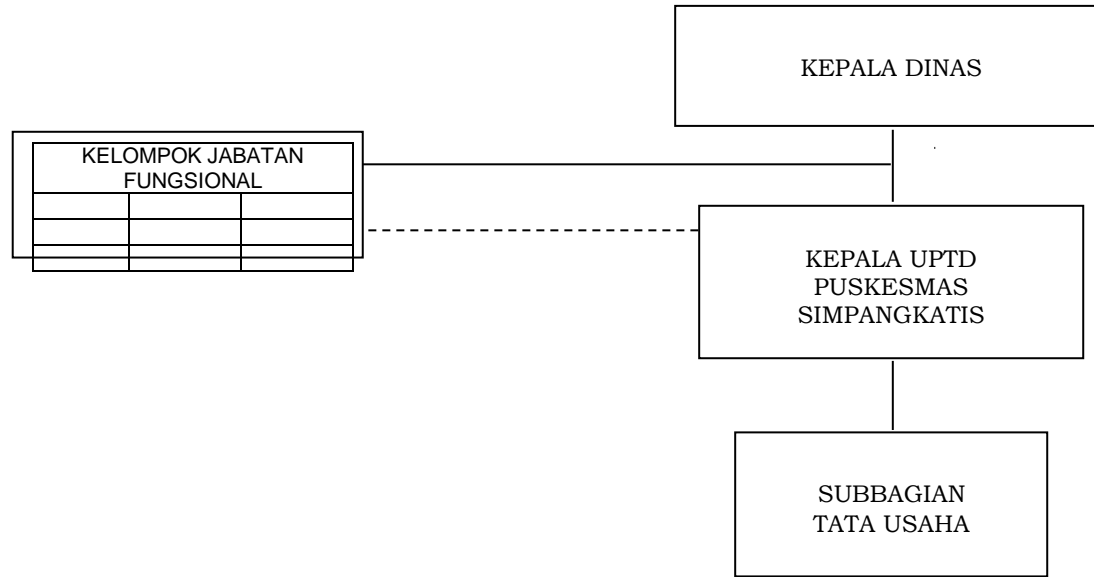 KEPALA DINAS
KELOMPOK JABATAN
FUNGSIONAL
KEPALA UPTD
PUSKESMAS
SIMPANGKATIS
SUBBAGIAN
TATA USAHA